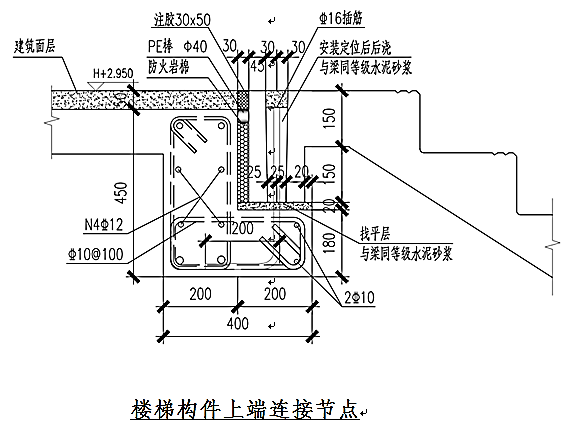 注胶30x50
Φ16插筋
建筑面层
PE棒 Φ40
30
30
30
安装定位后后浇
与梁同等级水泥砂浆
防火岩棉
45
H+2.950
30
150
450
25
25
20
150
20
N4Φ12
200
找平层
与梁同等级水泥砂浆
180
Φ10@100
200
200
2Φ10
400
楼梯构件上端连接节点